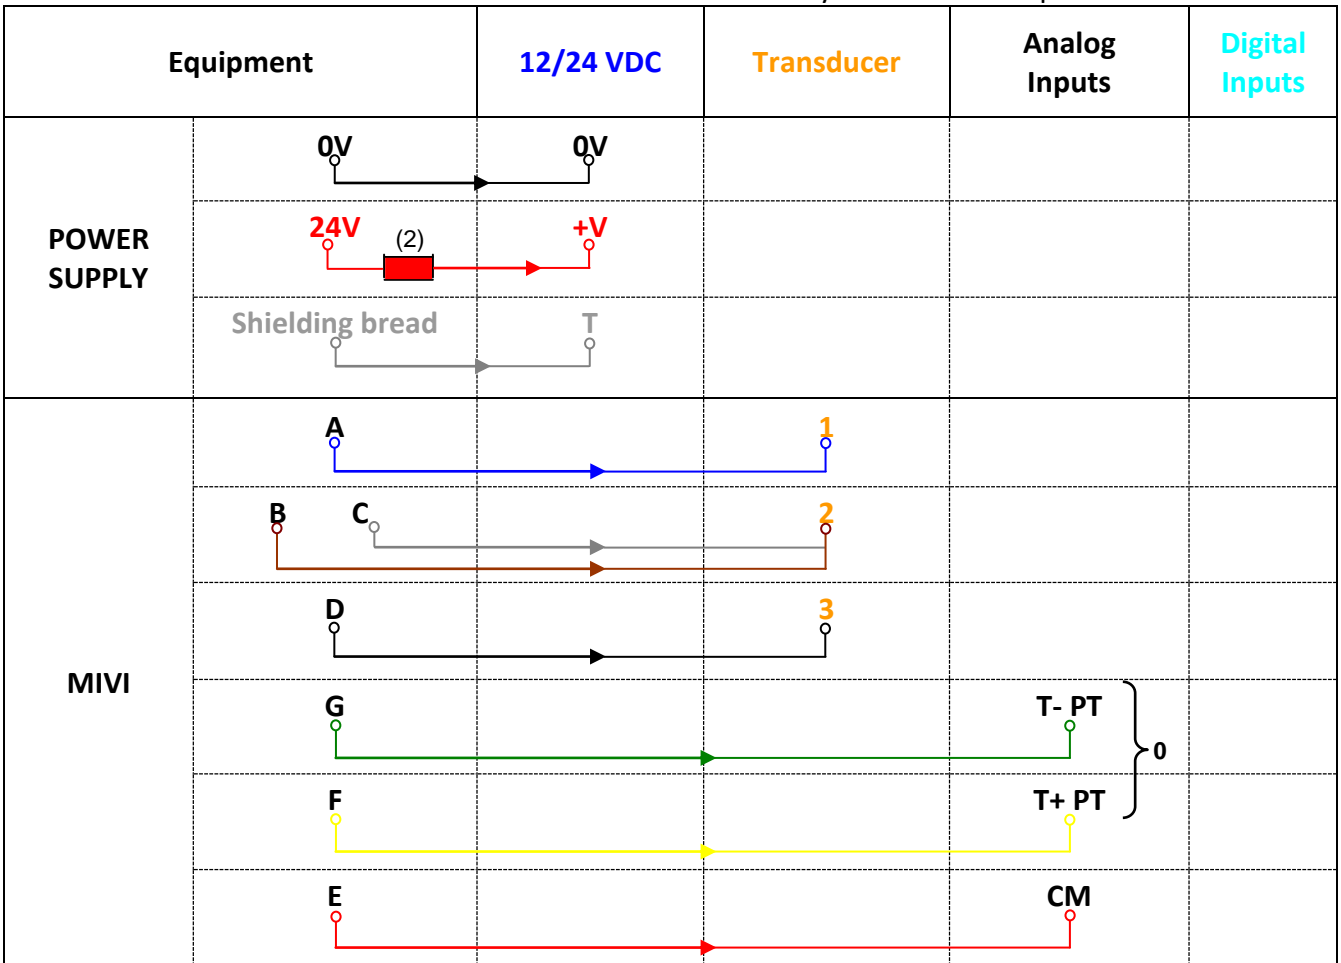 Equipment
12/24 VDC
Transducer
Analog
Inputs
Digital
Inputs
POWER
SUPPLY
0V
0V
24V
(2)
+V
Shielding bread
T
MIVI
A
1
B
C
2
D
3
G
T- PT
0
F
T+ PT
E
CM